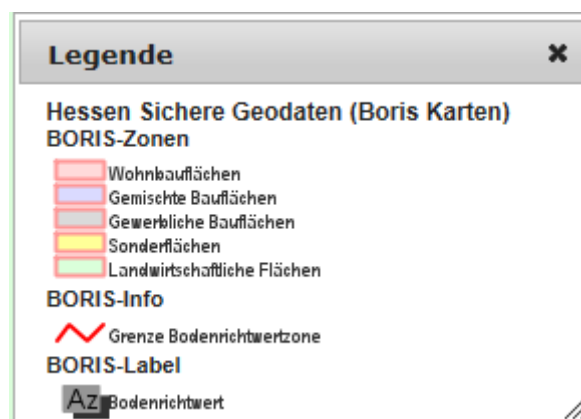 Legende
Hessen Sichere Geodaten (Boris Karten)
BORIS-Zonen
Wohnbauflächen
Gemischte Bauflächen
Gewerbliche Bauflächen
Sonderflächen
Landwirtschaftliche Flächen
BORIS-Info
Grenze Bodenrichtwertzone
BORIS-Label
Az Bodenrichtwert